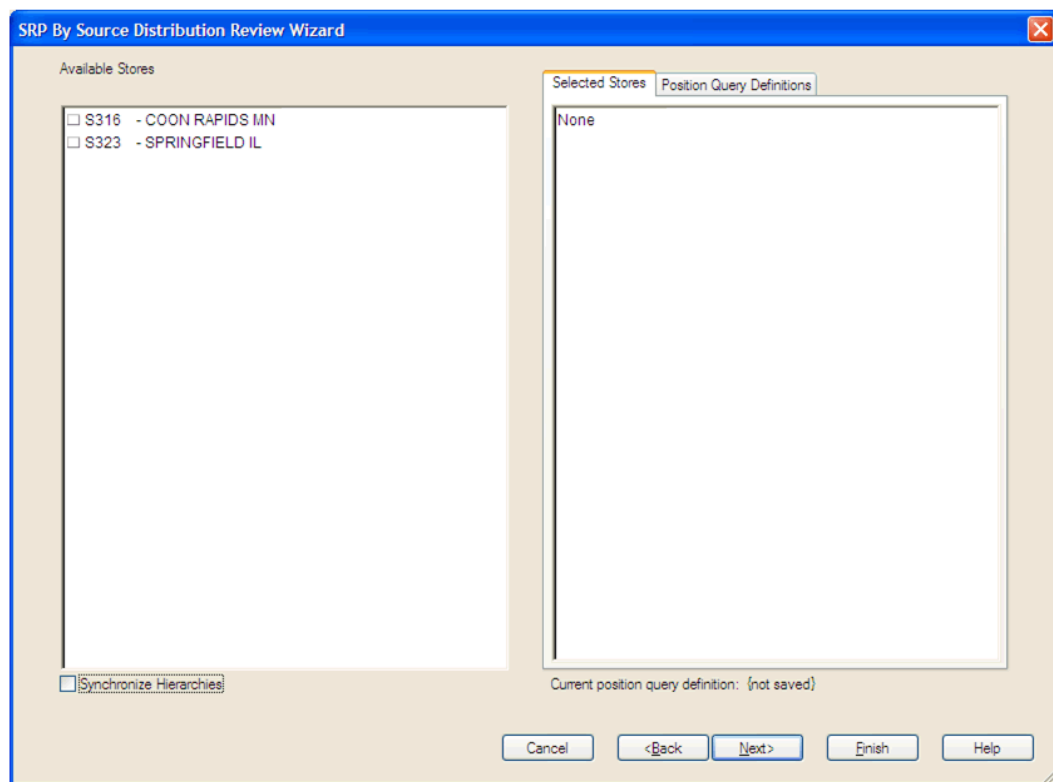 SRP By Source Distribution Review Wizard
Available Stores
Selected Stores
Position Query Definitions
S316 - COON RAPIDS MN
S323 - SPRINGFIELD IL
None
Synchronize Hierarchies
Current position query definition: {not saved}
Cancel
<Back
Next>
Finish
Help